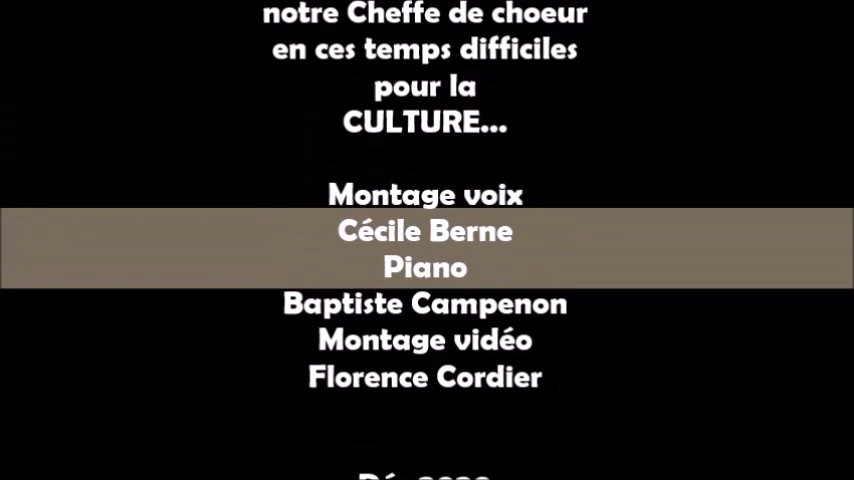 notre Cheffe de choeur
en ces temps difficiles
pour la
CULTURE...
Montage voix
Cécile Berne
Piano
Baptiste Campenon
Montage vidéo
Florence Cordier